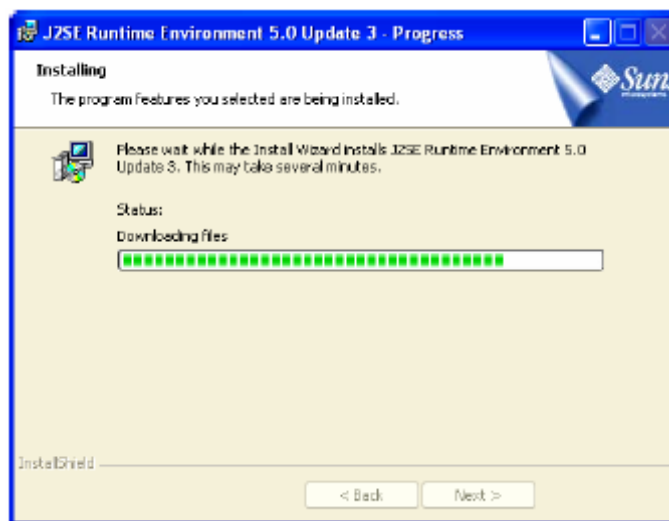 J2SE Runtime Environment 5.0 Update 3 - Progress
Installing
The program features you selected are being installed.
Sun
Please wait while the Install Wizard installs J2SE Runtime Environment 5.0
Update 3. This may take several minutes.
Status:
Downloading files
InstallShield
< Back
Next >